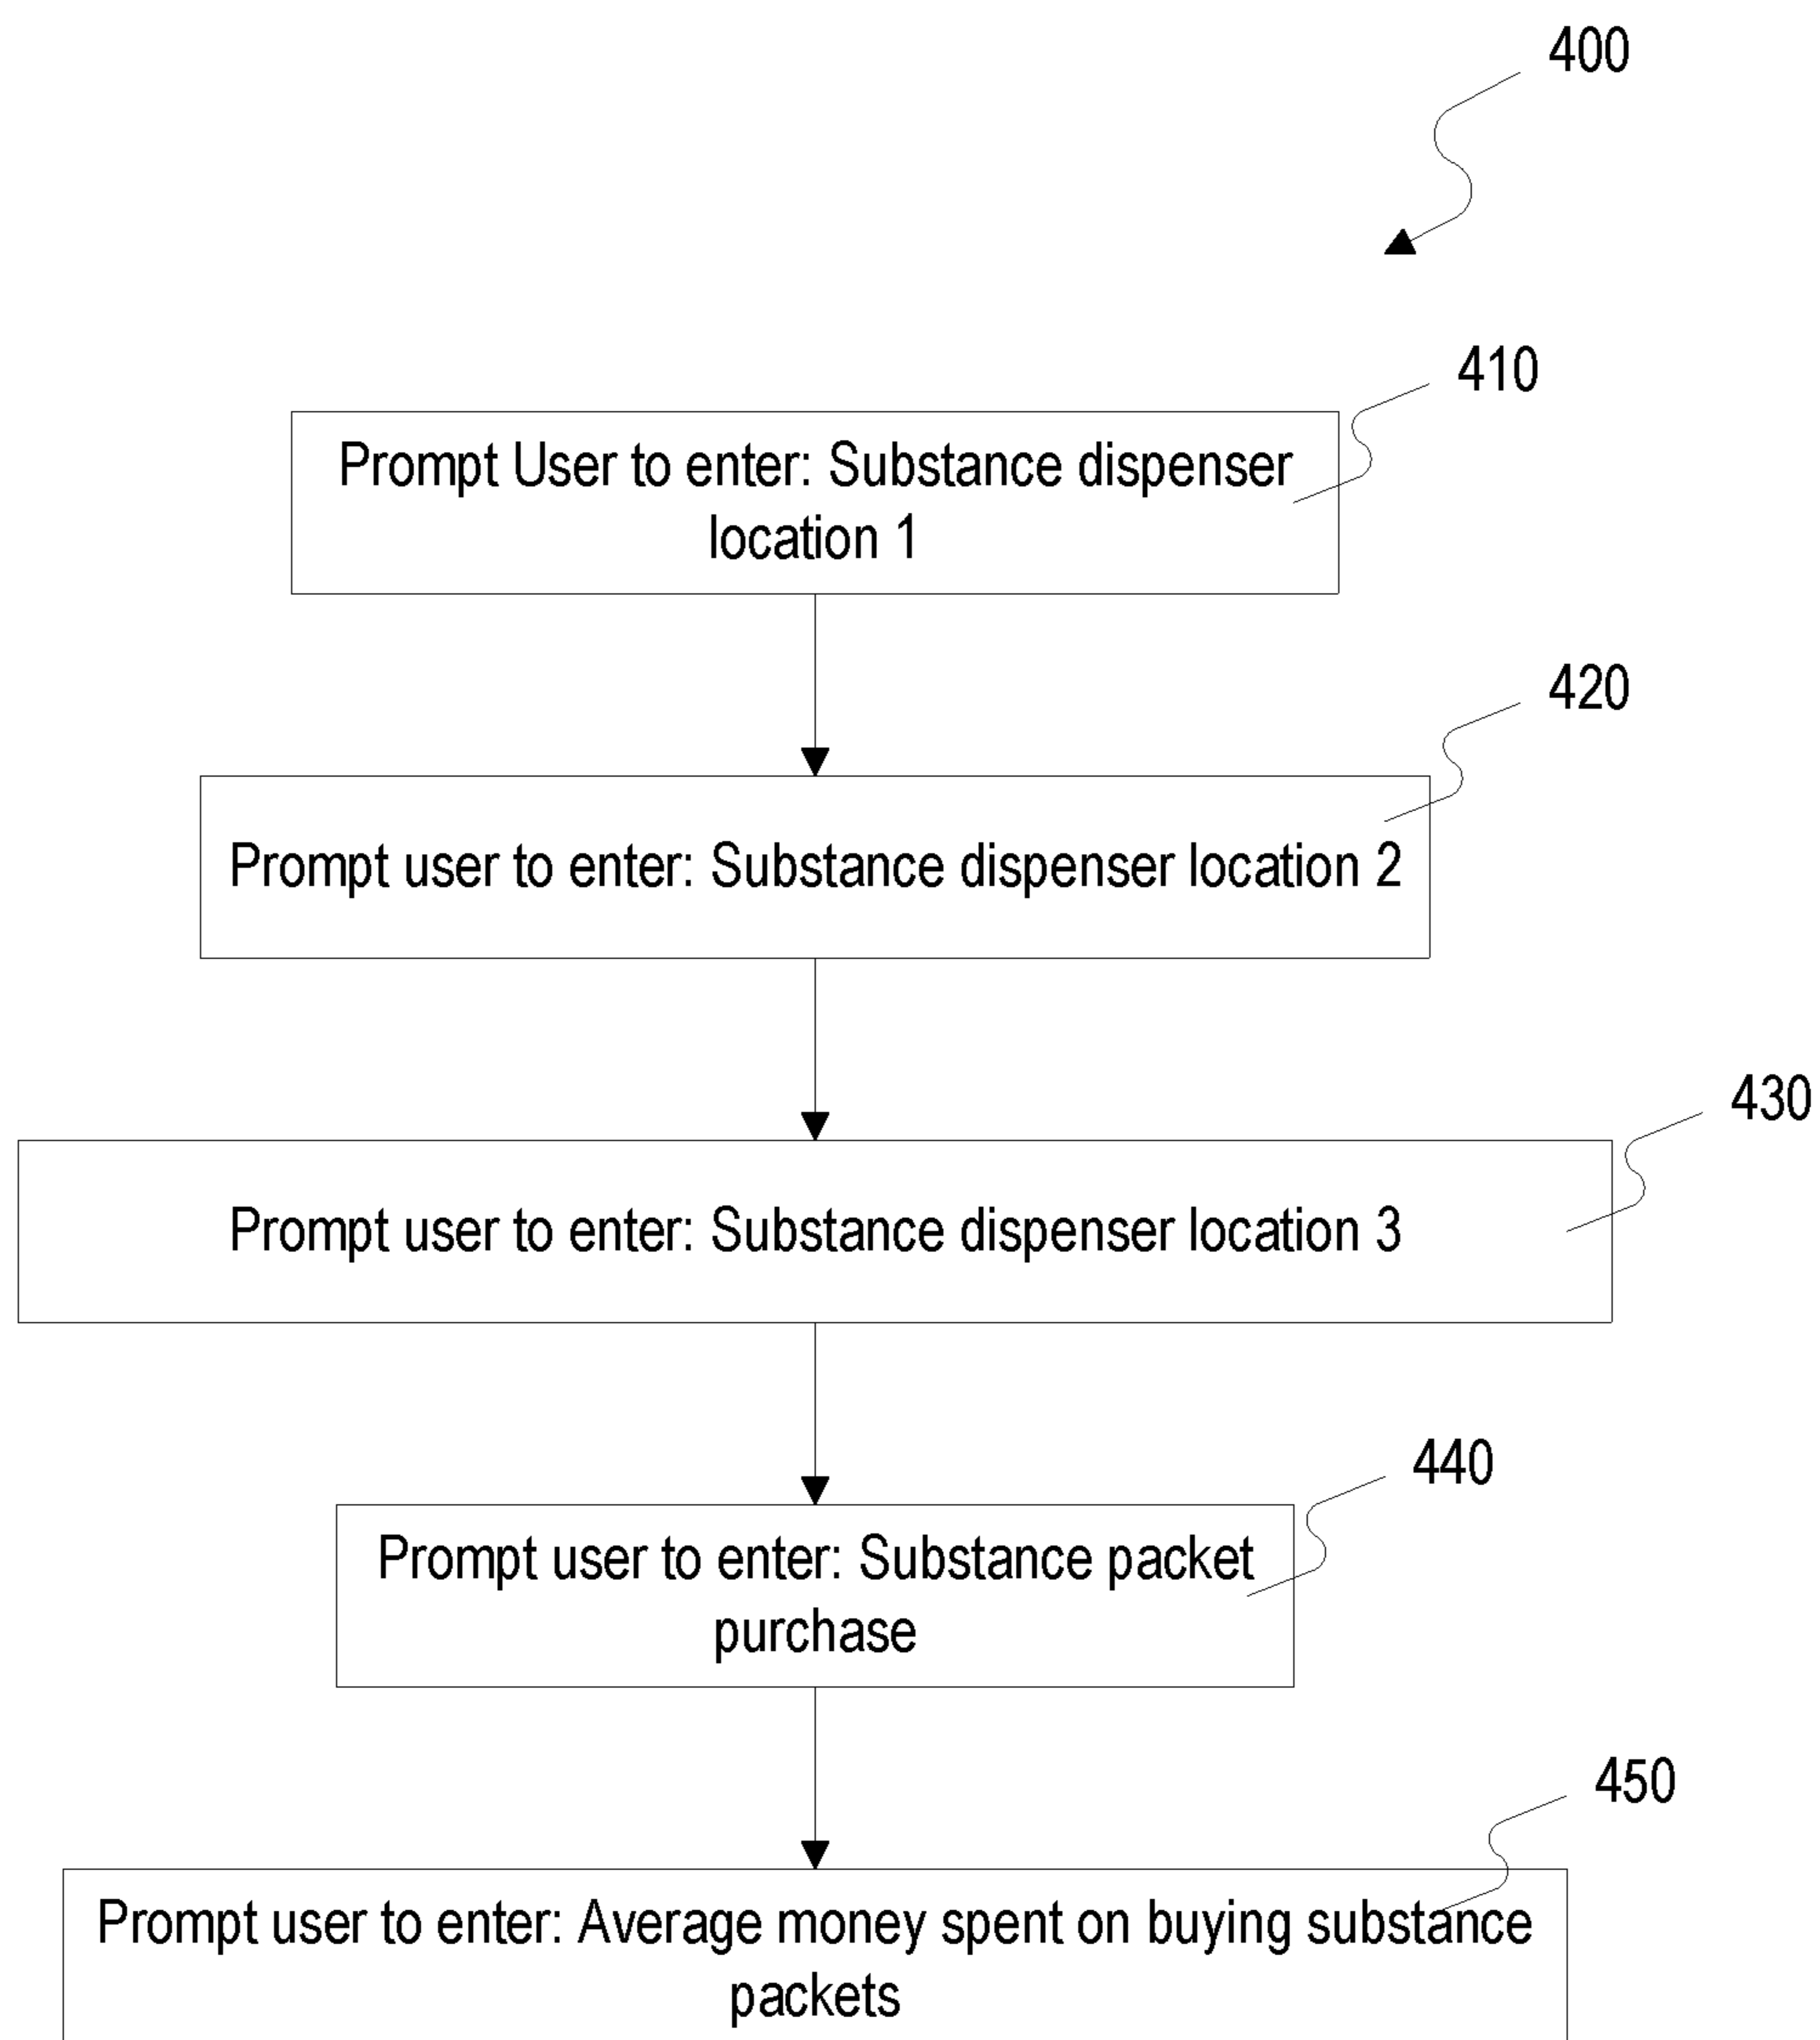 400
410
Prompt User to enter: Substance dispenser
location 1
420
Prompt user to enter: Substance dispenser location 2
430
Prompt user to enter: Substance dispenser location 3
440
Prompt user to enter: Substance packet
purchase
450
Prompt user to enter: Average money spent on buying substance
packets